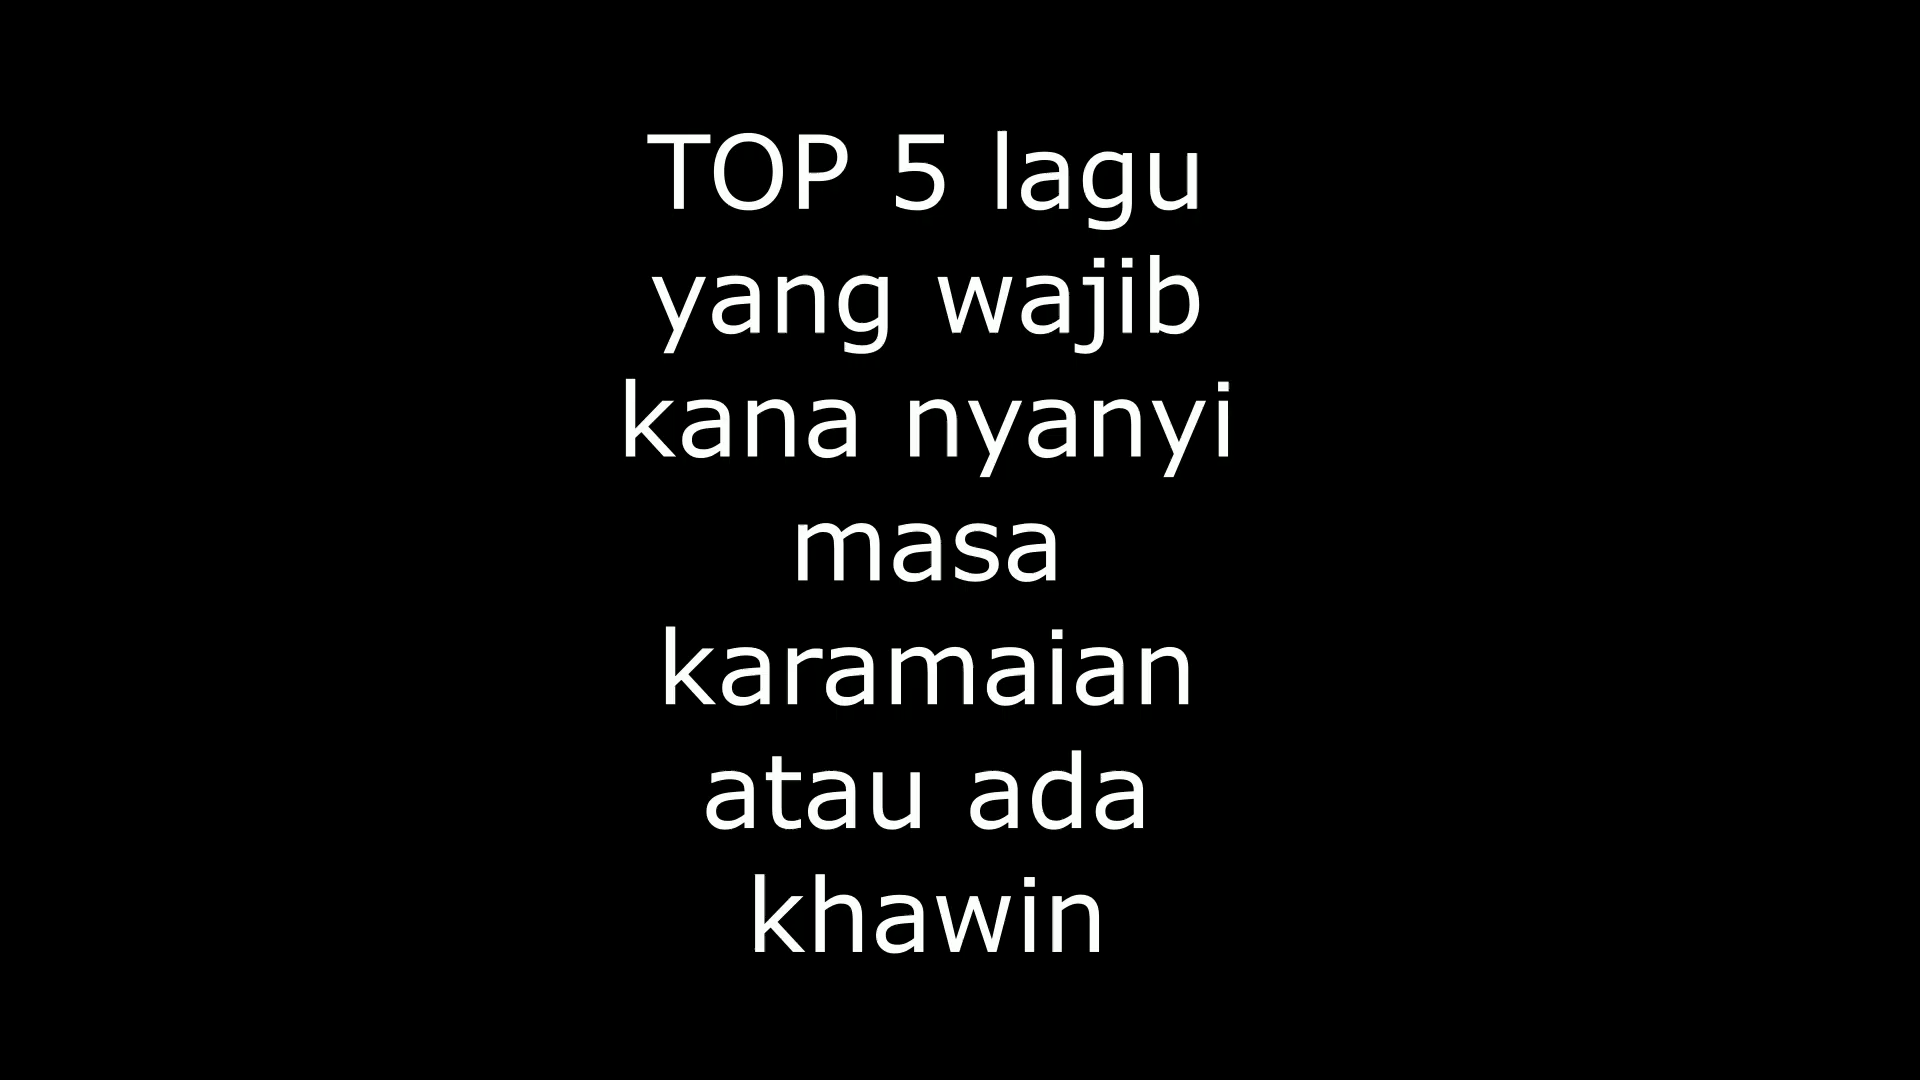 TOP 5 lagu
yang wajib
kana nyanyi
masa
karamaian
atau ada
khawin